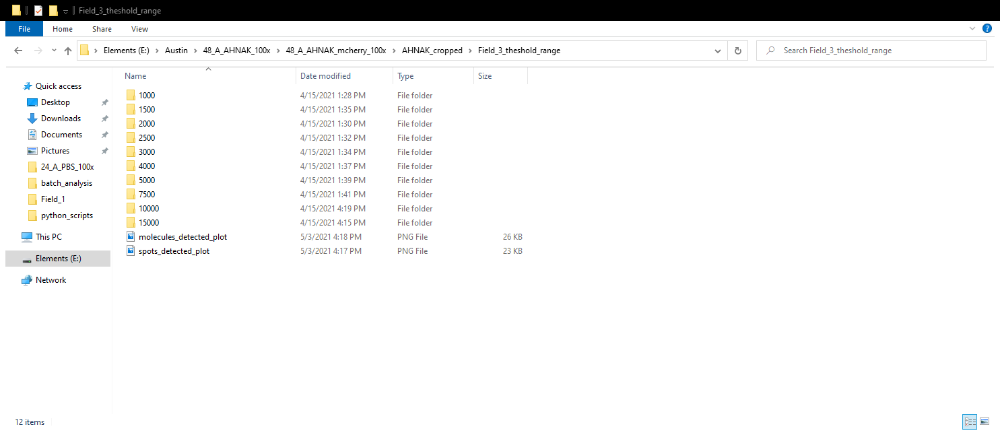 Field_3_theshold_range
File Home Share View
Elements (E:) Austin 48_A_AHNAK_100x 48_A_AHNAK_mcherry_100x AHNAK_cropped Field_3_theshold_range Search Field_3_theshold_range
Quick access
Desktop
Downloads
Documents
Pictures
24_A_PBS_100x
batch_analysis
Field_1
python_scripts
This PC
Elements (E:)
Network
Name Date modified Type Size
1000 4/15/2021 1:28 PM File folder
1500 4/15/2021 1:35 PM File folder
2000 4/15/2021 1:30 PM File folder
2500 4/15/2021 1:32 PM File folder
3000 4/15/2021 1:34 PM File folder
4000 4/15/2021 1:37 PM File folder
5000 4/15/2021 1:39 PM File folder
7500 4/15/2021 1:41 PM File folder
10000 4/15/2021 4:19 PM File folder
15000 4/15/2021 4:15 PM File folder
molecules_detected_plot 5/3/2021 4:18 PM PNG File 26 KB
spots_detected_plot 5/3/2021 4:17 PM PNG File 23 KB
12 items